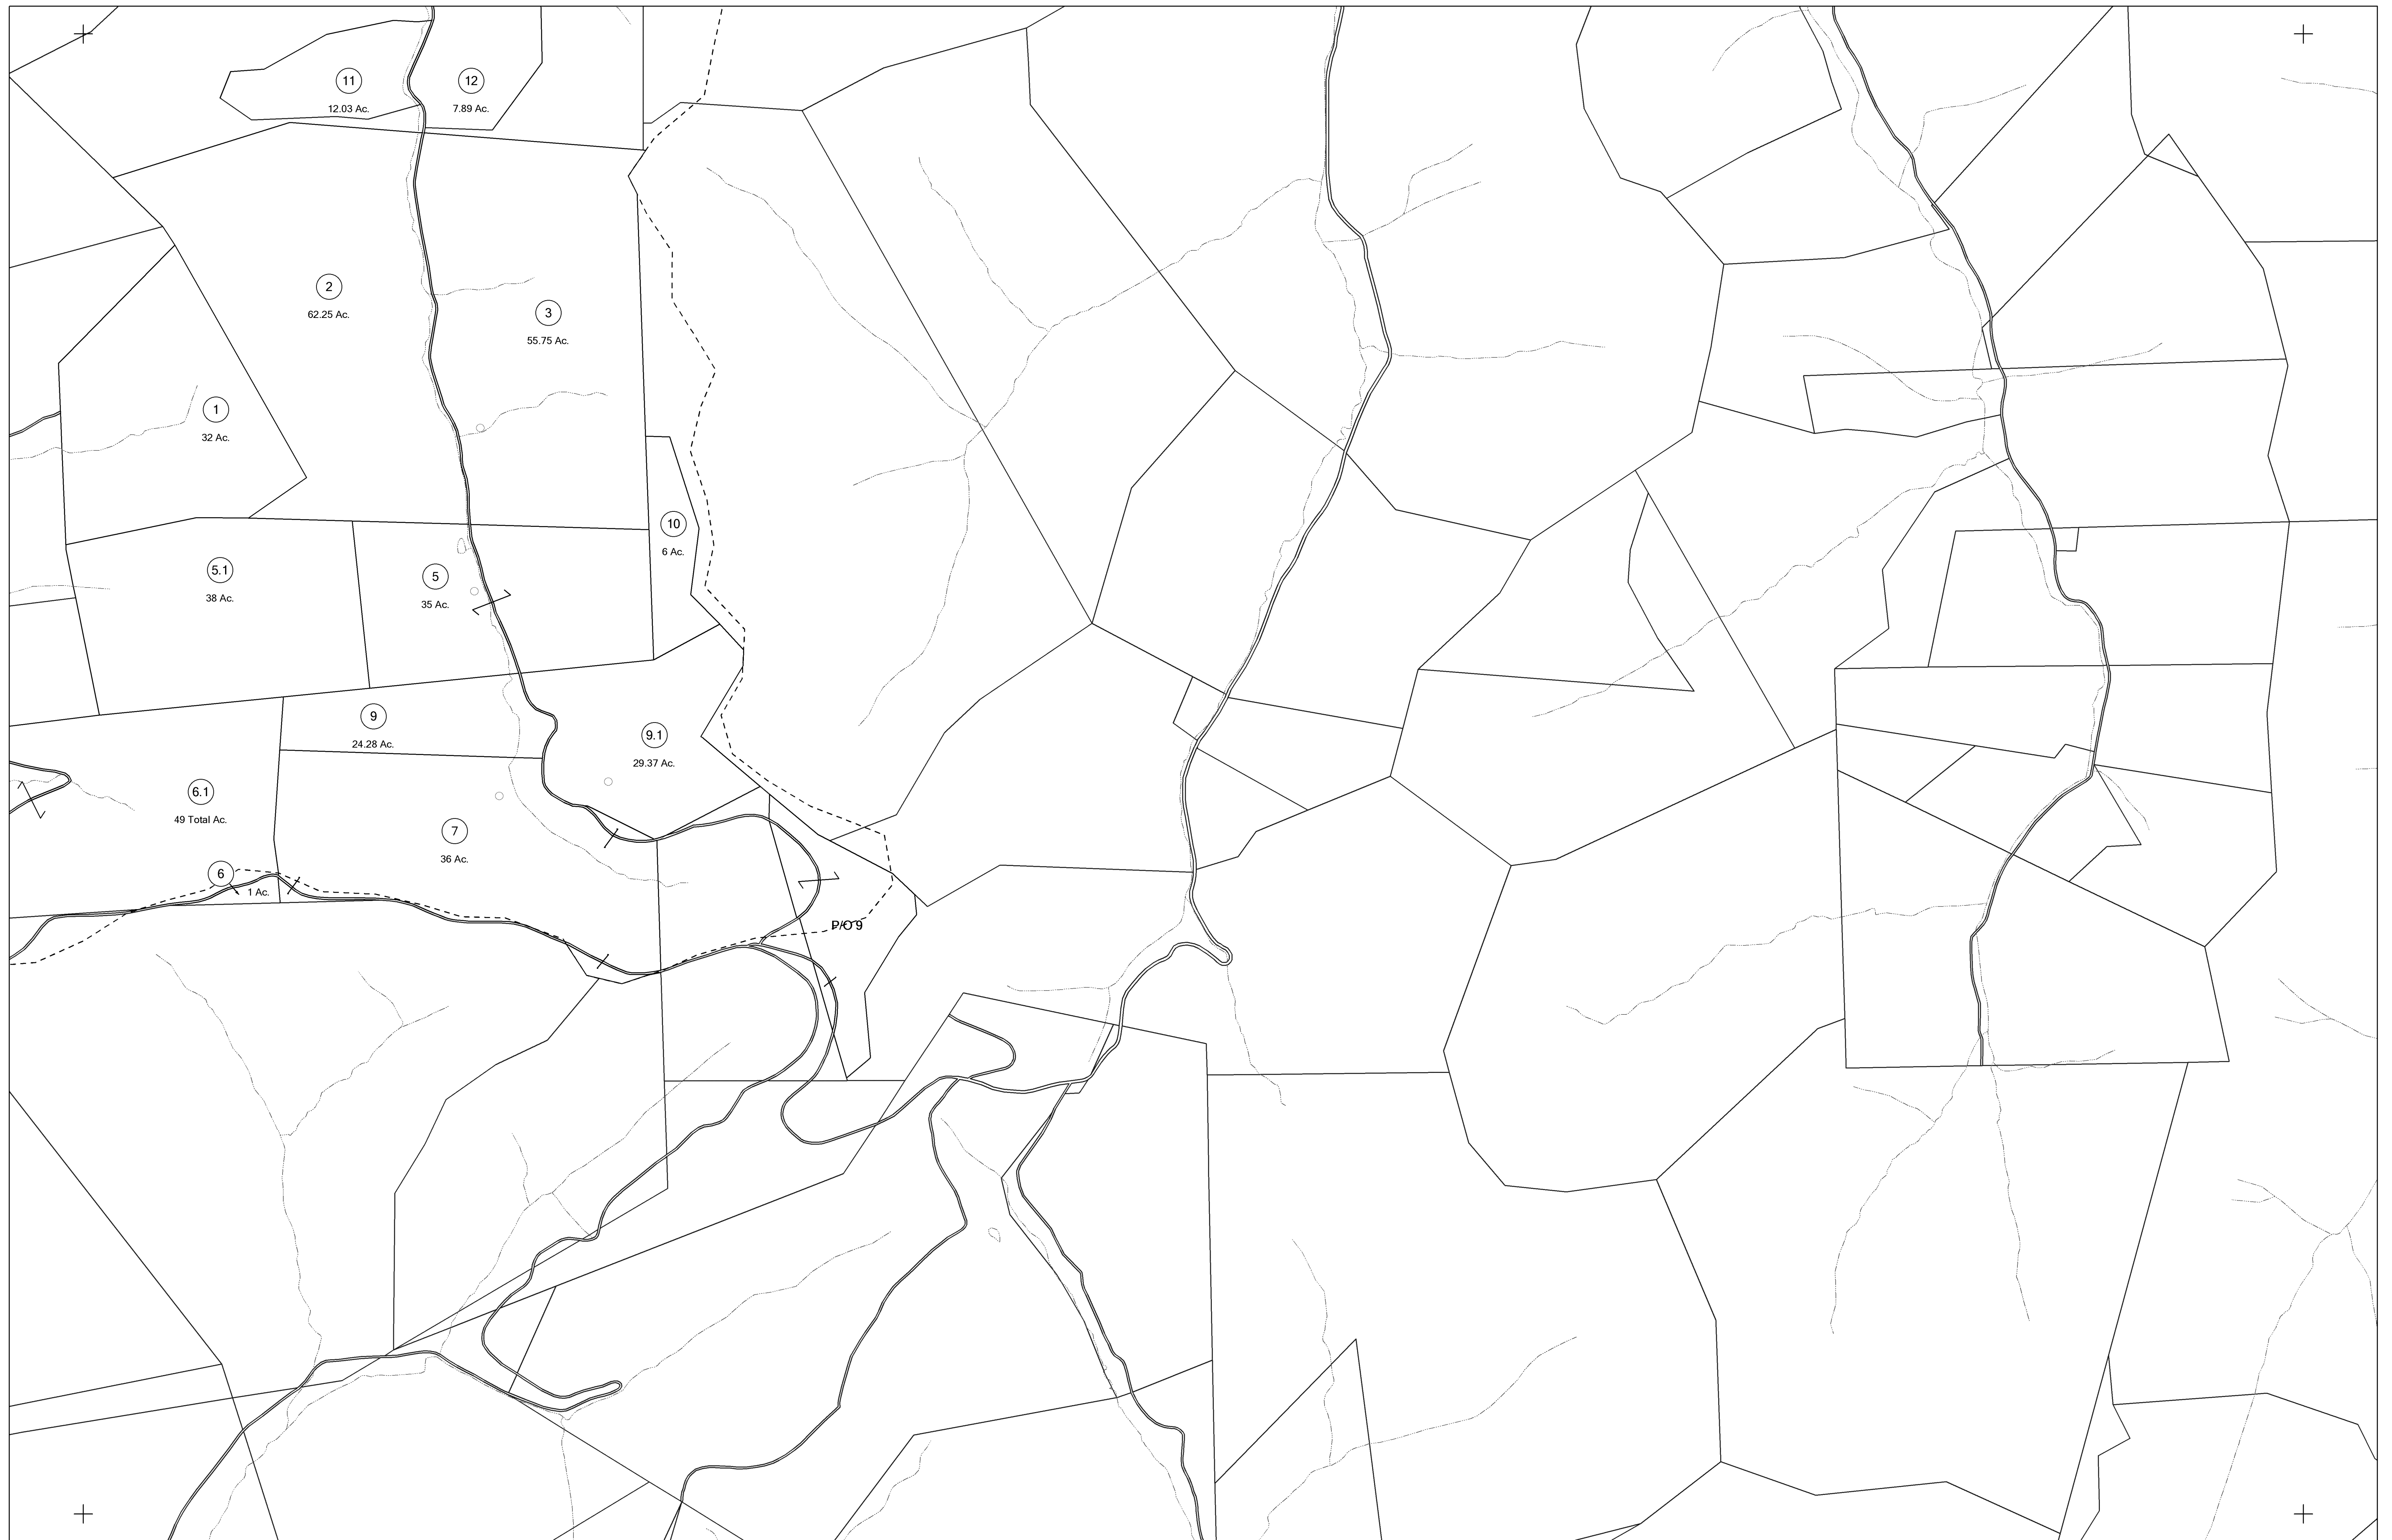 11
12.03 Ac.
12
7.89 Ac.
2
62.25 Ac.
3
55.75 Ac.
1
32 Ac.
10
6 Ac.
5.1
38 Ac.
5
35 Ac.
9
24.28 Ac.
9.1
29.37 Ac.
6.1
49 Total Ac.
7
36 Ac.
6
1 Ac.
P/O 9